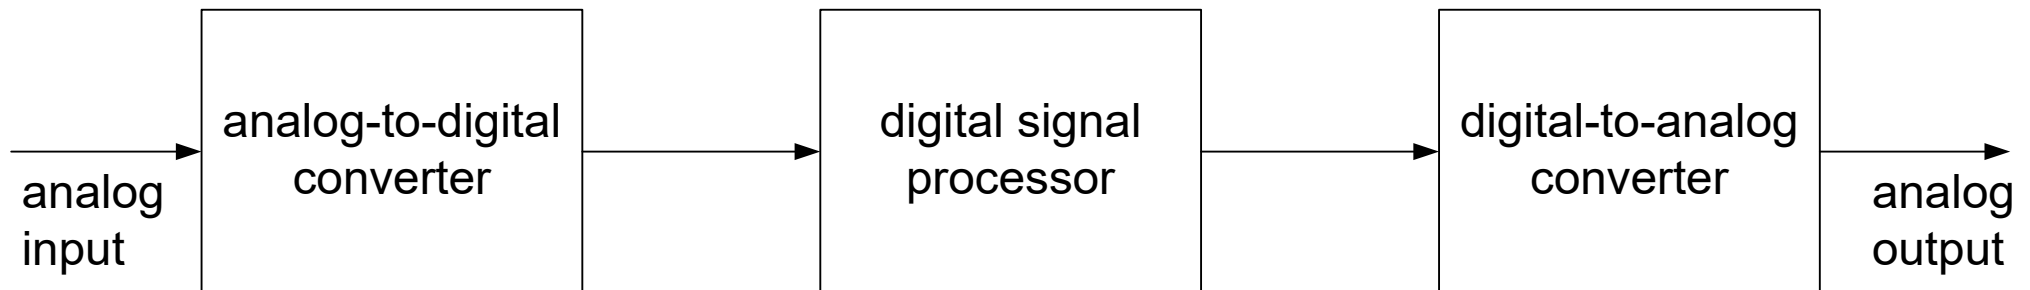 analog
input
analog-to-digital
converter
digital signal
processor
digital-to-analog
converter
analog
output